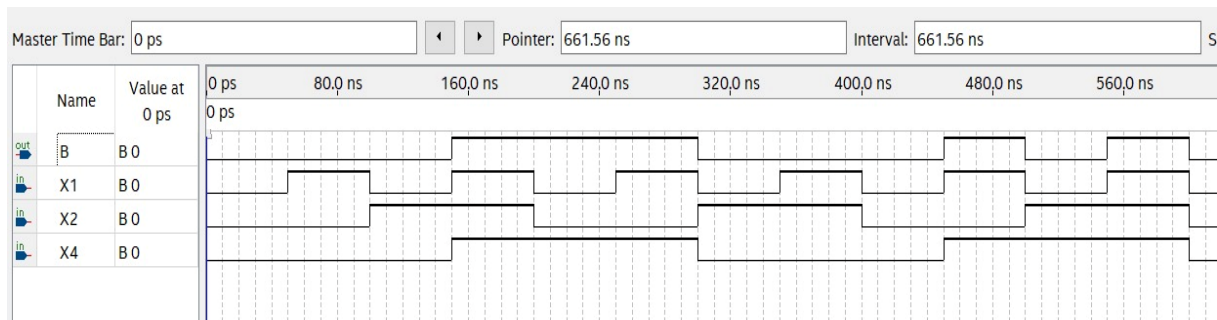 Master Time Bar: 0 ps Pointer: 661.56 ns Interval: 661.56 ns S
Name Value at 0 ps
0 ps 80,0 ns 160,0 ns 240,0 ns 320,0 ns 400,0 ns 480,0 ns 560,0 ns
0 ps
out B B 0
in X1 B 0
in X2 B 0
in X4 B 0